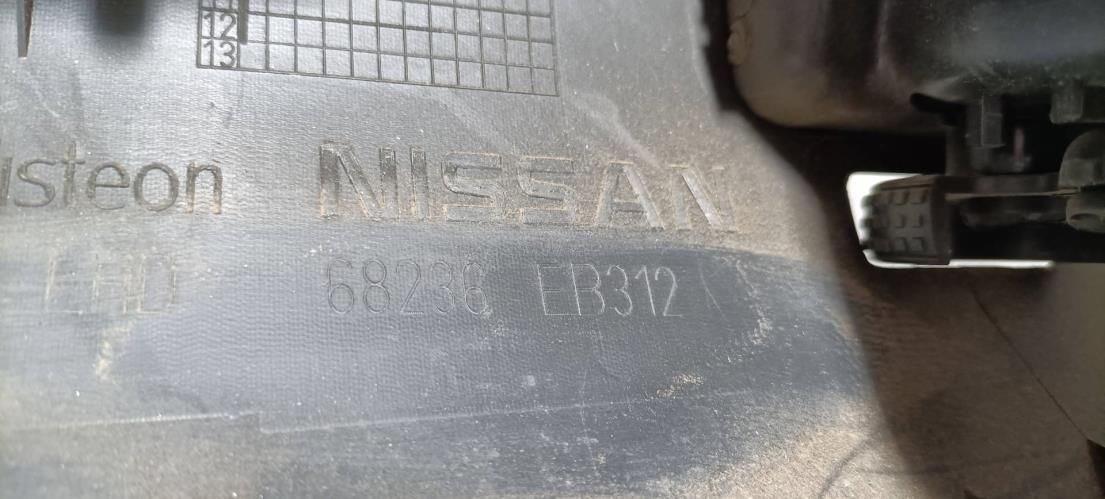 12
13
isteon NISSAN
LHD 68236 EB312